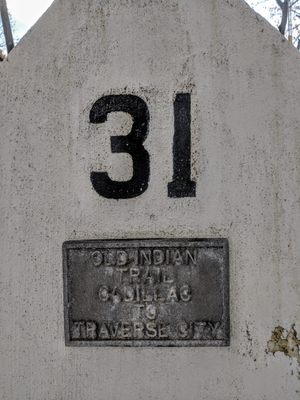 31
OLD INDIAN
TRAIL
CADILLAC
TO
TRAVERSE CITY